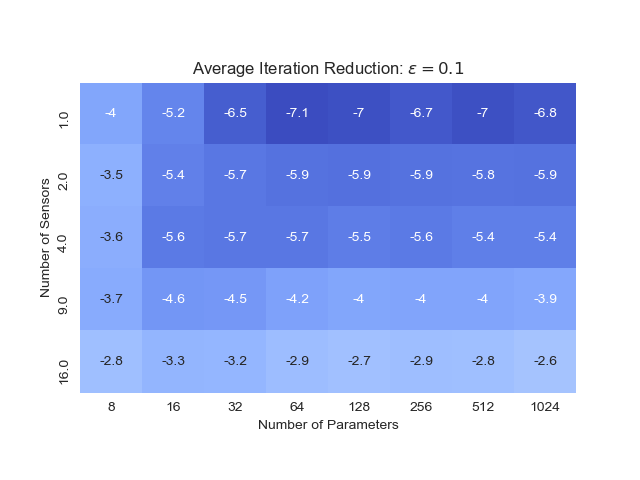 Average Iteration Reduction: ε = 0.1
Number of Sensors
1.0 -4 -5.2 -6.5 -7.1 -7 -6.7 -7 -6.8
2.0 -3.5 -5.4 -5.7 -5.9 -5.9 -5.9 -5.8 -5.9
4.0 -3.6 -5.6 -5.7 -5.7 -5.5 -5.6 -5.4 -5.4
9.0 -3.7 -4.6 -4.5 -4.2 -4 -4 -4 -3.9
16.0 -2.8 -3.3 -3.2 -2.9 -2.7 -2.9 -2.8 -2.6
8 16 32 64 128 256 512 1024
Number of Parameters